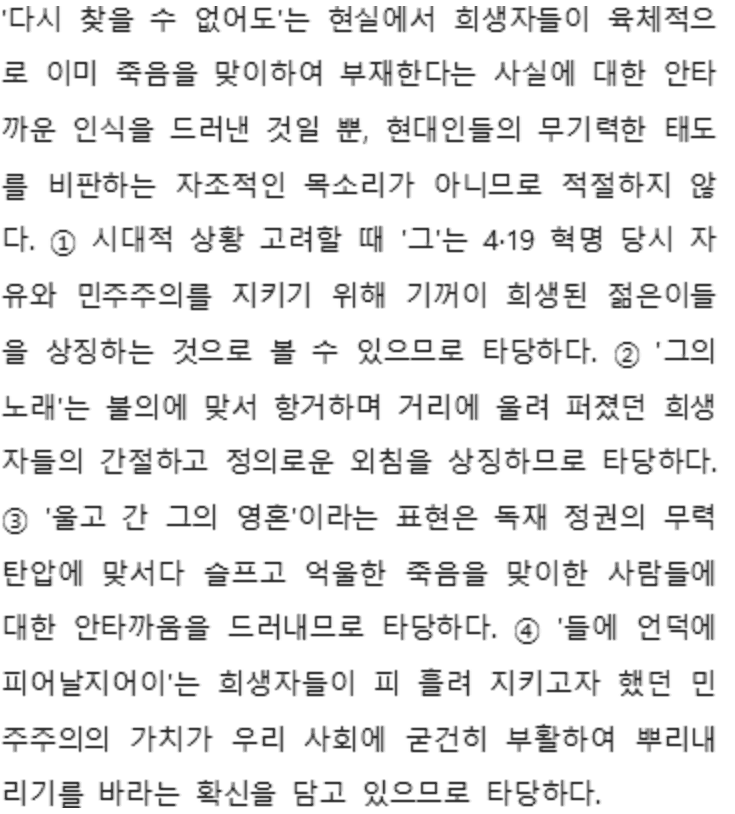 '다시 찾을 수 없어도'는 현실에서 희생자들이 육체적으
로 이미 죽음을 맞이하여 부재한다는 사실에 대한 안타
까운 인식을 드러낸 것일 뿐, 현대인들의 무기력한 태도
를 비판하는 자조적인 목소리가 아니므로 적절하지 않
다. ① 시대적 상황 고려할 때 '그'는 4·19 혁명 당시 자
유와 민주주의를 지키기 위해 기꺼이 희생된 젊은이들
을 상징하는 것으로 볼 수 있으므로 타당하다. ② '그의
노래'는 불의에 맞서 항거하며 거리에 울려 퍼졌던 희생
자들의 간절하고 정의로운 외침을 상징하므로 타당하다.
③ '울고 간 그의 영혼'이라는 표현은 독재 정권의 무력
탄압에 맞서다 슬프고 억울한 죽음을 맞이한 사람들에
대한 안타까움을 드러내므로 타당하다. ④ '들에 언덕에
피어날지어이'는 희생자들이 피 흘려 지키고자 했던 민
주주의의 가치가 우리 사회에 굳건히 부활하여 뿌리내
리기를 바라는 확신을 담고 있으므로 타당하다.